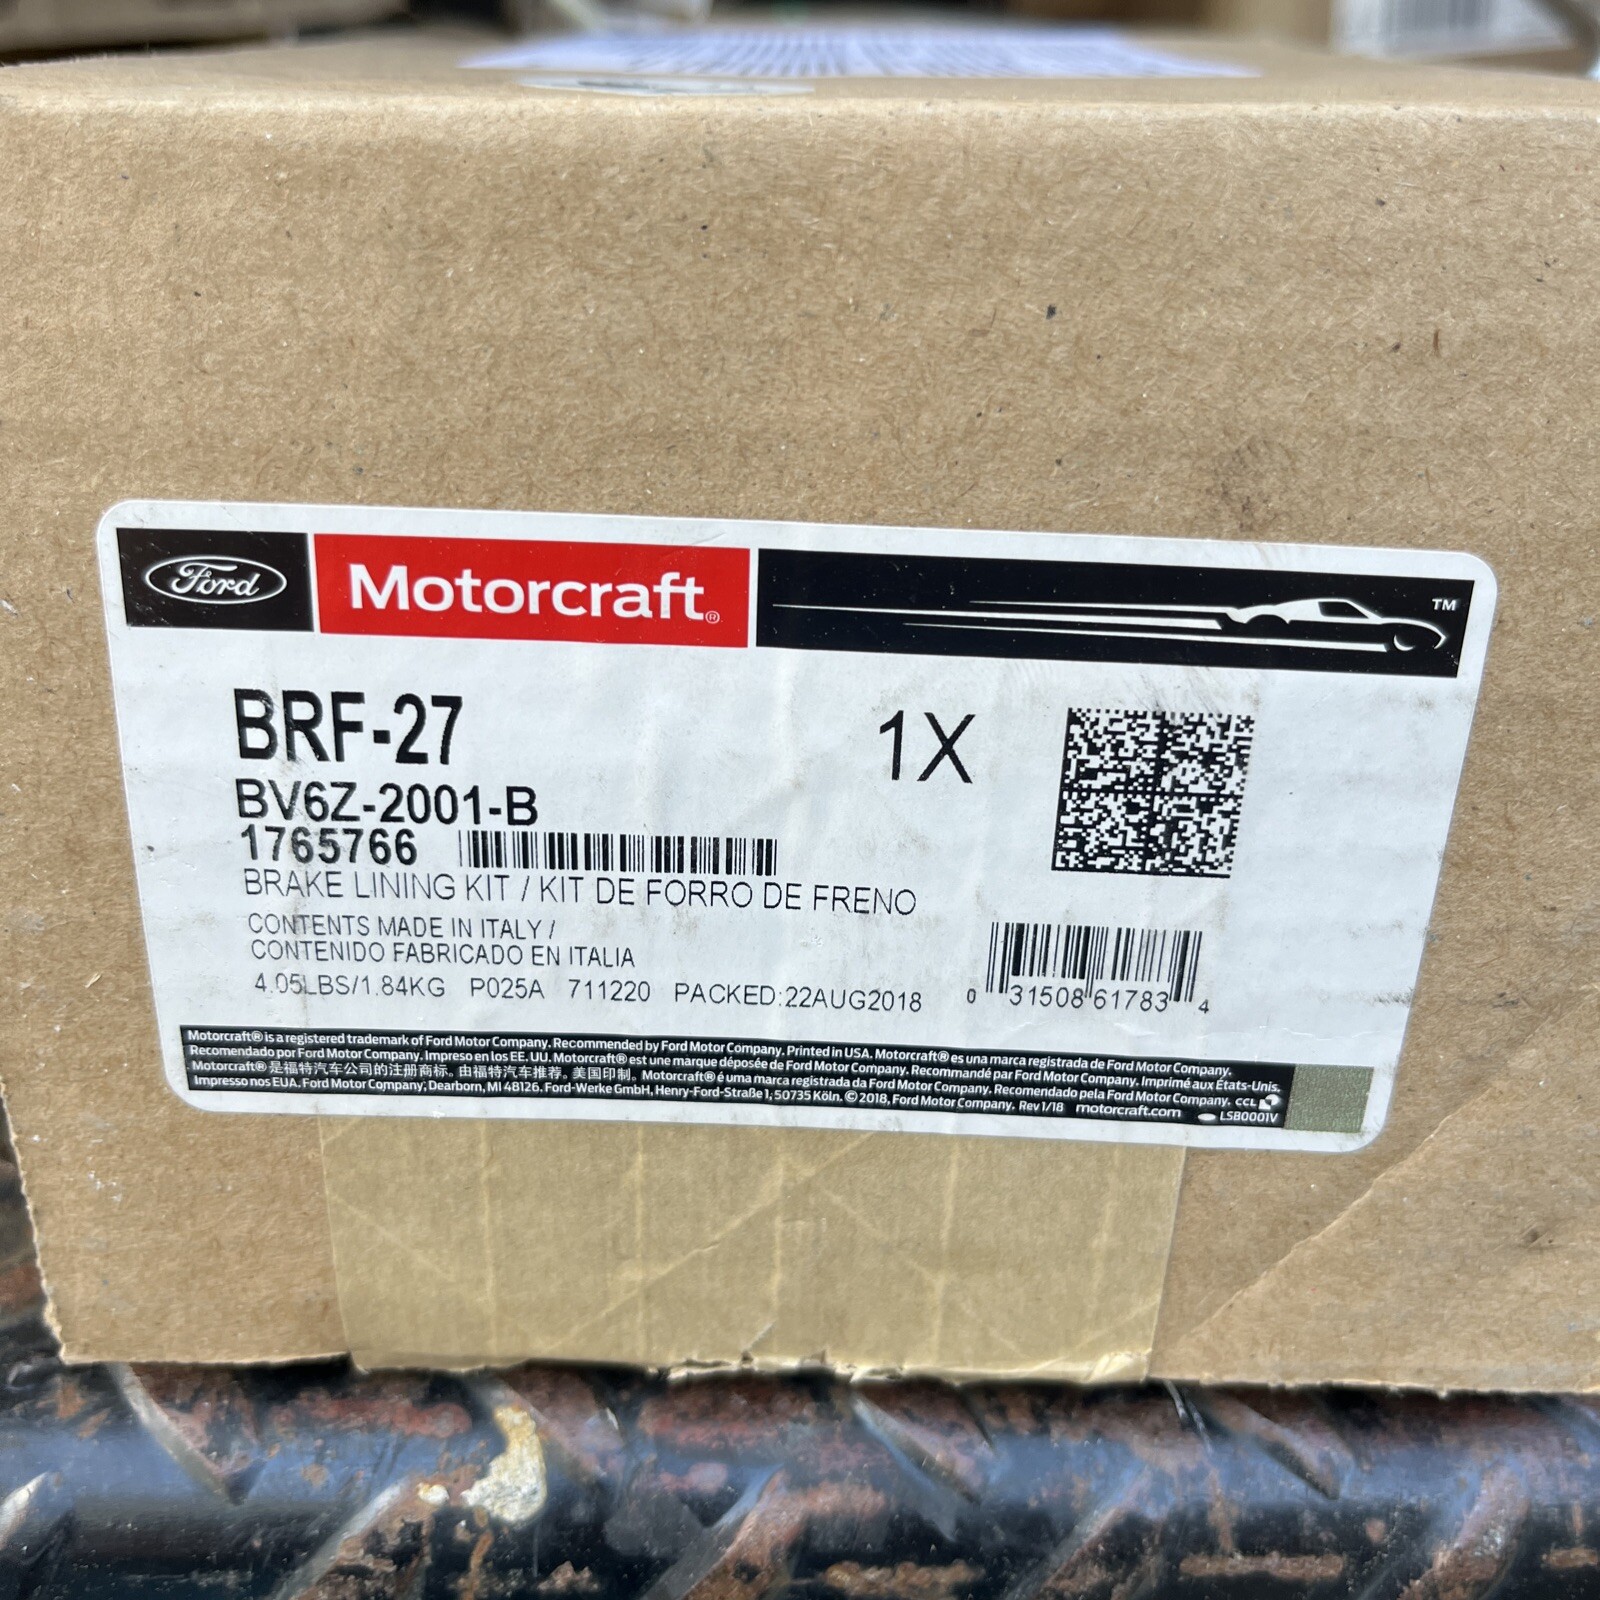 Ford
Motorcraft®
TM
BRF-27
1X
BV6Z-2001-B
1765766
BRAKE LINING KIT / KIT DE FORRO DE FRENO
CONTENTS MADE IN ITALY /
CONTENIDO FABRICADO EN ITALIA
4.05LBS/1.84KG P025A 711220 PACKED:22AUG2018
0 31508 61783 4
Motorcraft® is a registered trademark of Ford Motor Company. Recommended by Ford Motor Company. Printed in USA. Motorcraft® es una marca registrada de Ford Motor Company.
Recomendado por Ford Motor Company. Impreso en los EE. UU. Motorcraft® est une marque déposée de Ford Motor Company. Recommandé par Ford Motor Company. Imprimé aux États-Unis.
Motorcraft® 是福特汽车公司的注册商标。由福特汽车推荐。美国印制。Motorcraft® é uma marca registrada da Ford Motor Company. Recomendado pela Ford Motor Company. CCL
Impresso nos EUA. Ford Motor Company, Dearborn, MI 48126. Ford-Werke GmbH, Henry-Ford-Straße 1, 50735 Köln. © 2018, Ford Motor Company. Rev 1/18 motorcraft.com LSB0001V